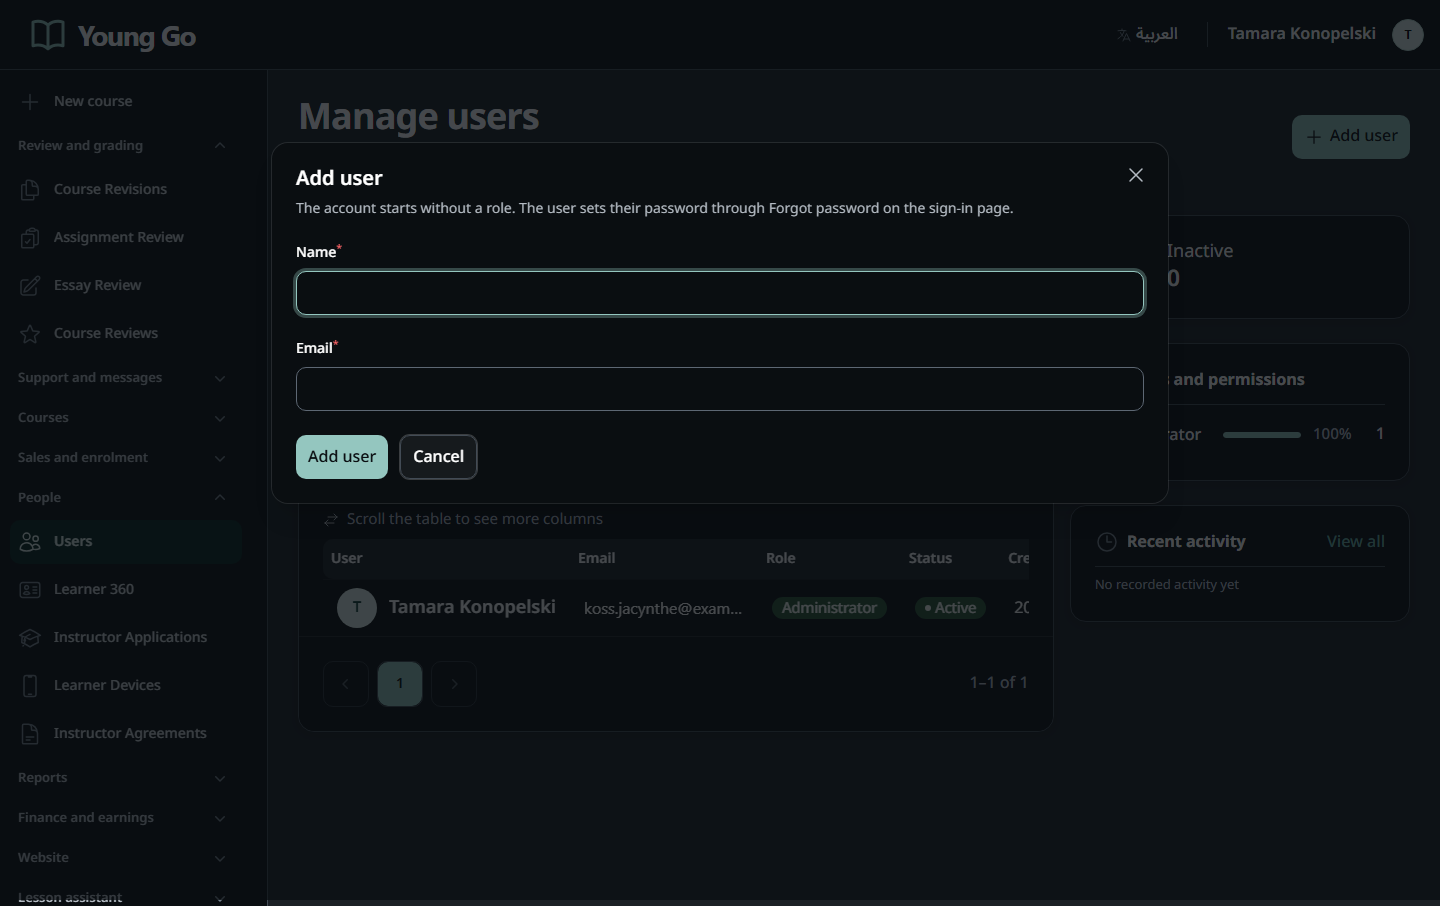 Young Go
العربية
Tamara Konopelski
T
New course
Review and grading
Course Revisions
Assignment Review
Essay Review
Course Reviews
Support and messages
Courses
Sales and enrolment
People
Users
Learner 360
Instructor Applications
Learner Devices
Instructor Agreements
Reports
Finance and earnings
Website
Lesson assistant
Manage users
Add user
Add user
The account starts without a role. The user sets their password through Forgot password on the sign-in page.
Name*
Email*
Add user
Cancel
Inactive
0
and permissions
100%
1
Recent activity
View all
No recorded activity yet
Scroll the table to see more columns
User
Email
Role
Status
T
Tamara Konopelski
koss.jacynthe@exam...
Administrator
Active
1
1–1 of 1